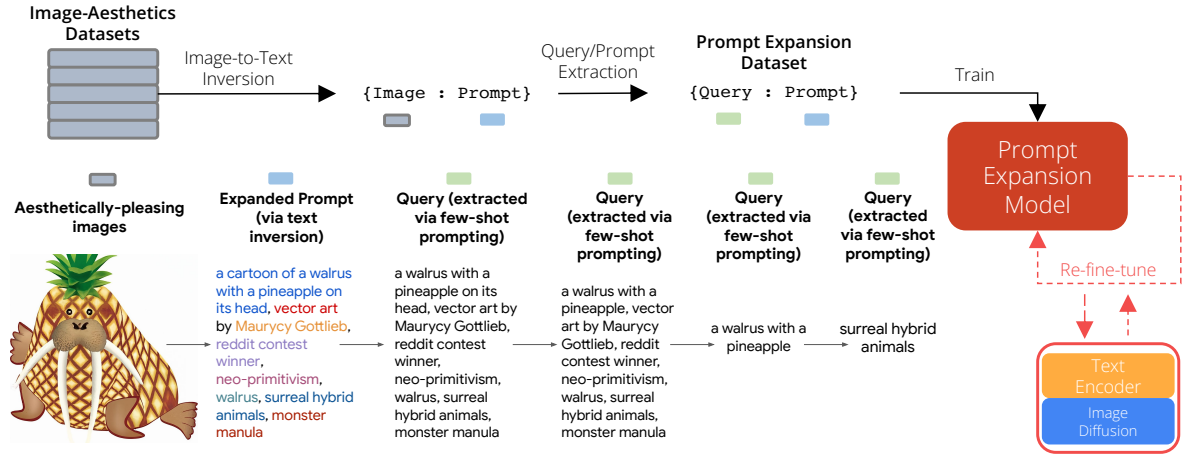 Image-Aesthetics
Datasets
Image-to-Text
Inversion
{Image : Prompt}
Query/Prompt
Extraction
Prompt Expansion
Dataset
{Query : Prompt}
Train
Prompt
Expansion
Model
Re-fine-tune
Text
Encoder
Image
Diffusion
Aesthetically-pleasing
images
Expanded Prompt
(via text
inversion)
a cartoon of a walrus
with a pineapple on
its head, vector art
by Maurycy Gottlieb,
reddit contest
winner,
neo-primitivism,
walrus, surreal hybrid
animals, monster
manula
Query (extracted
via few-shot
prompting)
a walrus with a
pineapple on its
head, vector art by
Maurycy Gottlieb,
reddit contest
winner,
neo-primitivism,
walrus, surreal
hybrid animals,
monster manula
Query
(extracted via
few-shot
prompting)
a walrus with a
pineapple, vector
art by Maurycy
Gottlieb, reddit
contest winner,
neo-primitivism,
walrus, surreal
hybrid animals,
monster manula
Query
(extracted via
few-shot
prompting)
a walrus with a
pineapple
Query
(extracted
via few-shot
prompting)
surreal hybrid
animals